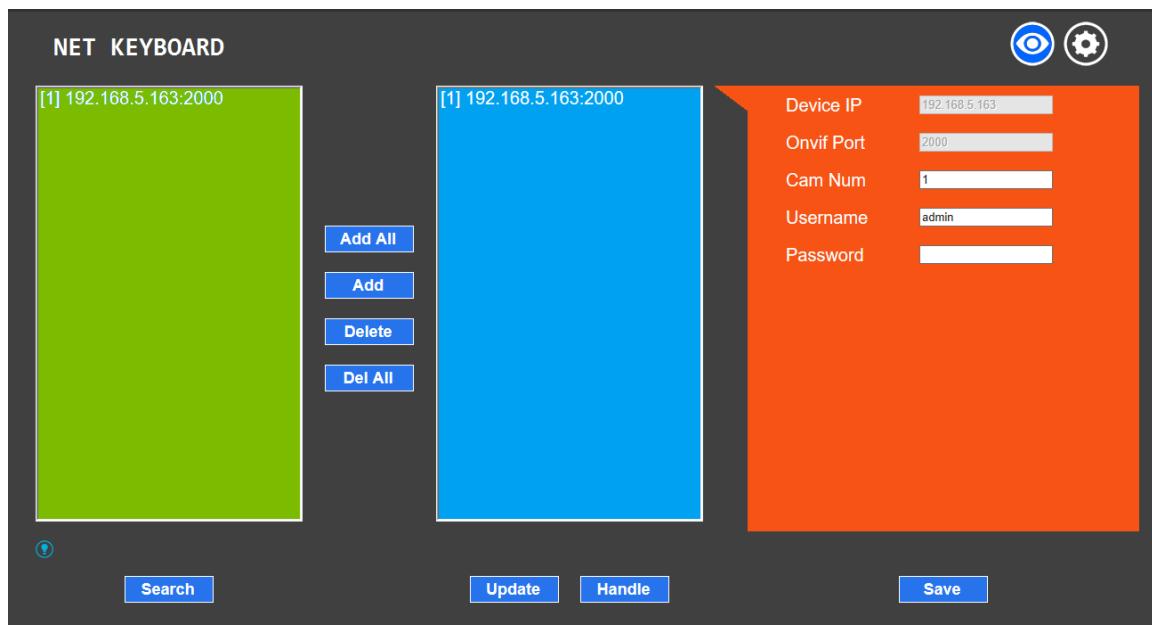 NET KEYBOARD
[1] 192.168.5.163:2000
Add All
Add
Delete
Del All
[1] 192.168.5.163:2000
Device IP 192.168.5.163
Onvif Port 2000
Cam Num 1
Username admin
Password
Search
Update
Handle
Save